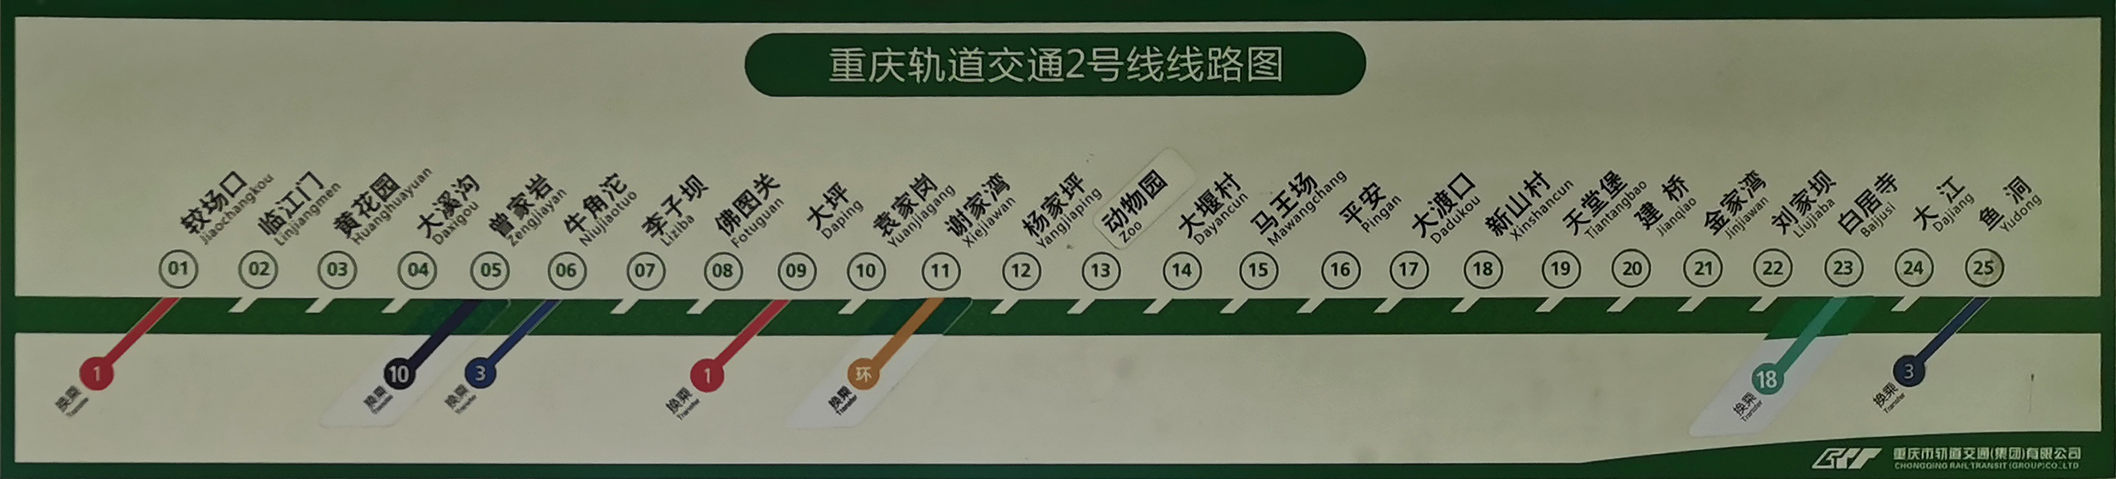 重庆轨道交通2号线线路图
较场口
Jiaochangkou
临江门
Linjiangmen
黄花园
Huanghuayuan
大溪沟
Daxigou
曾家岩
Zengjiayan
牛角沱
Niujiaotuo
李子坝
Liziba
佛图关
Fotuguan
大坪
Daping
袁家岗
Yuanjiagang
谢家湾
Xiejiawan
杨家坪
Yangjiaping
动物园
Zoo
大堰村
Dayancun
马王场
Mawangchang
平安
Pingan
大渡口
Dadukou
新山村
Xinshancun
天堂堡
Tiantangbao
建桥
Jianqiao
金家湾
Jinjiawan
刘家坝
Liujiaba
白居寺
Baijusi
大江
Dajiang
鱼洞
Yudong
01 02 03 04 05 06 07 08 09 10 11 12 13 14 15 16 17 18 19 20 21 22 23 24 25
1
换乘
Transfer
10
换乘
Transfer
3
换乘
Transfer
1
换乘
Transfer
环
换乘
Transfer
18
换乘
Transfer
3
换乘
Transfer
重庆市轨道交通(集团)有限公司
CHONGQING RAIL TRANSIT (GROUP)CO.,LTD